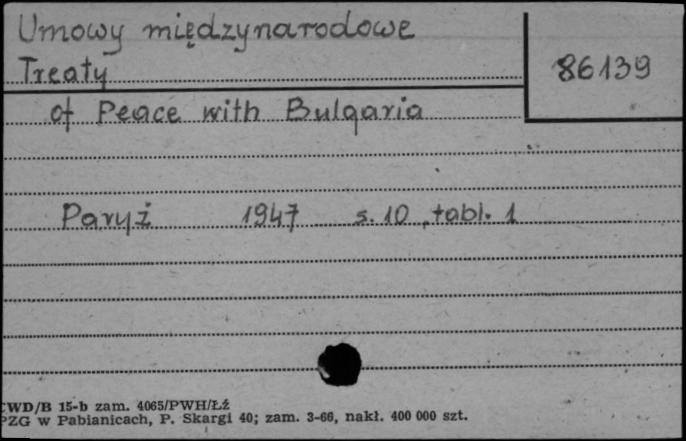 Umowy międzynarodowe
Treaty
86139
of Peace with Bulgaria
Paryż 1947 s. 10, tabl. 1
CWD/B 15-b zam. 4065/PWH/Łź
PZG w Pabianicach, P. Skargi 40; zam. 3-66, nakł. 400 000 szt.